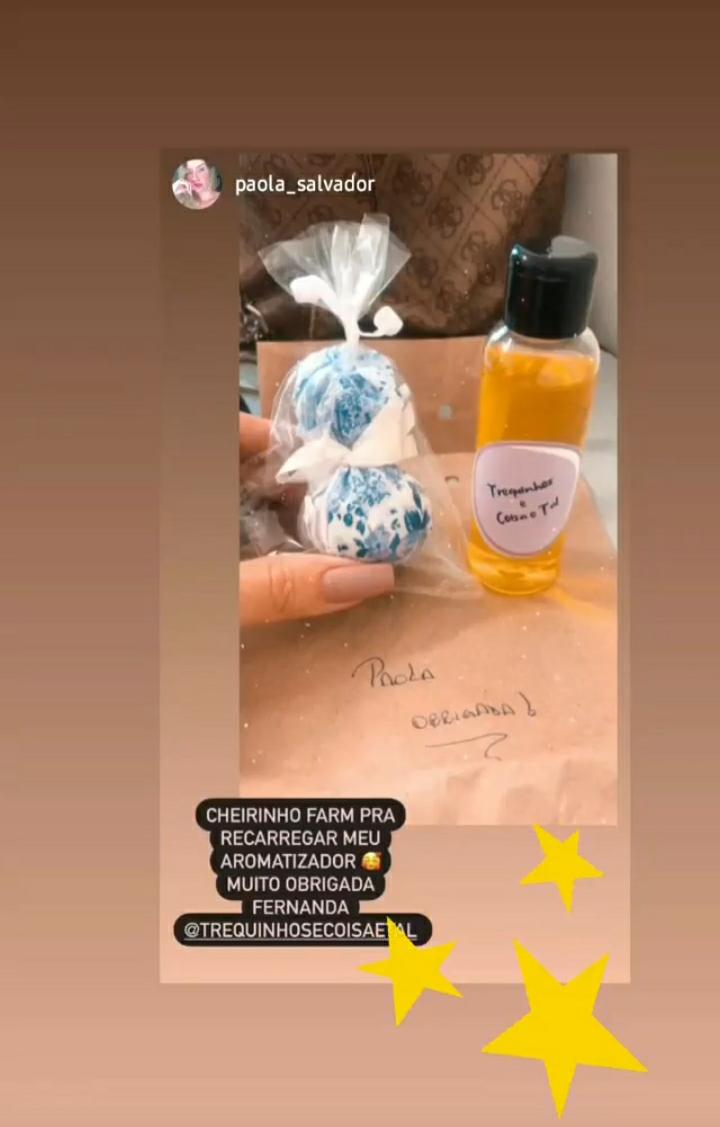 paola_salvador
Trequinhos
e
Coisa e Tal
PAOLA
OBRIGADA!
CHEIRINHO FARM PRA
RECARREGAR MEU
AROMATIZADOR 🥰
MUITO OBRIGADA
FERNANDA
@TREQUINHOSECOISAETAL